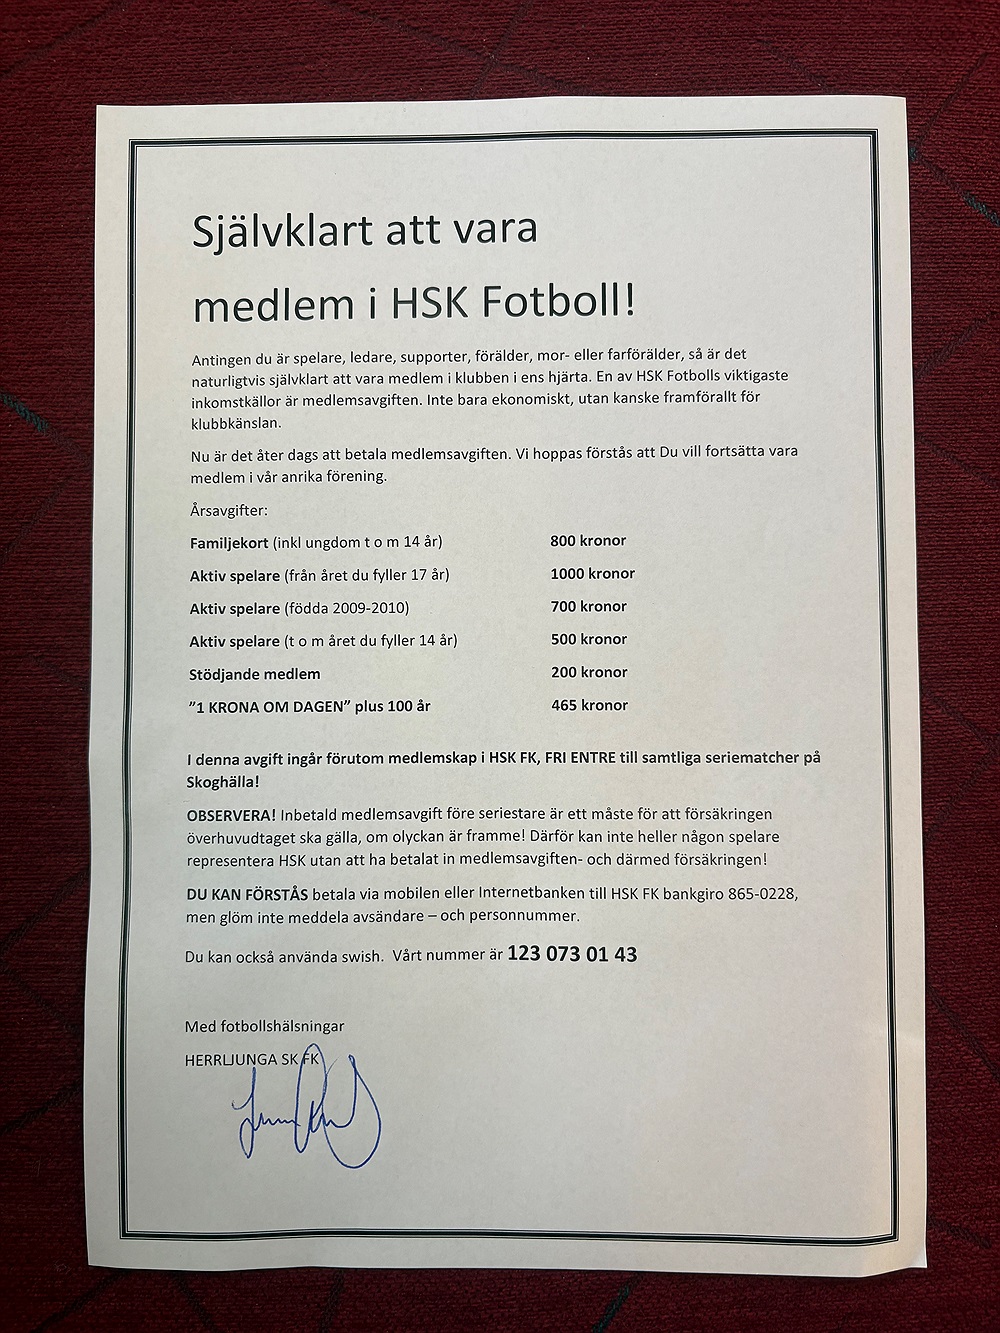 Självklart att vara
medlem i HSK Fotboll!
Antingen du är spelare, ledare, supporter, förälder, mor- eller farförälder, så är det
naturligtvis självklart att vara medlem i klubben i ens hjärta. En av HSK Fotbolls viktigaste
inkomstkällor är medlemsavgiften. Inte bara ekonomiskt, utan kanske framförallt för
klubbkänslan.
Nu är det åter dags att betala medlemsavgiften. Vi hoppas förstås att Du vill fortsätta vara
medlem i vår anrika förening.
Årsavgifter:
Familjekort (inkl ungdom t o m 14 år) 800 kronor
Aktiv spelare (från året du fyller 17 år) 1000 kronor
Aktiv spelare (födda 2009-2010) 700 kronor
Aktiv spelare (t o m året du fyller 14 år) 500 kronor
Stödjande medlem 200 kronor
”1 KRONA OM DAGEN” plus 100 år 465 kronor
I denna avgift ingår förutom medlemskap i HSK FK, FRI ENTRE till samtliga seriematcher på
Skoghälla!
OBSERVERA! Inbetald medlemsavgift före seriestare är ett måste för att försäkringen
överhuvudtaget ska gälla, om olyckan är framme! Därför kan inte heller någon spelare
representera HSK utan att ha betalat in medlemsavgiften- och därmed försäkringen!
DU KAN FÖRSTÅS betala via mobilen eller Internetbanken till HSK FK bankgiro 865-0228,
men glöm inte meddela avsändare – och personnummer.
Du kan också använda swish. Vårt nummer är 123 073 01 43
Med fotbollshälsningar
HERRLJUNGA SK FK